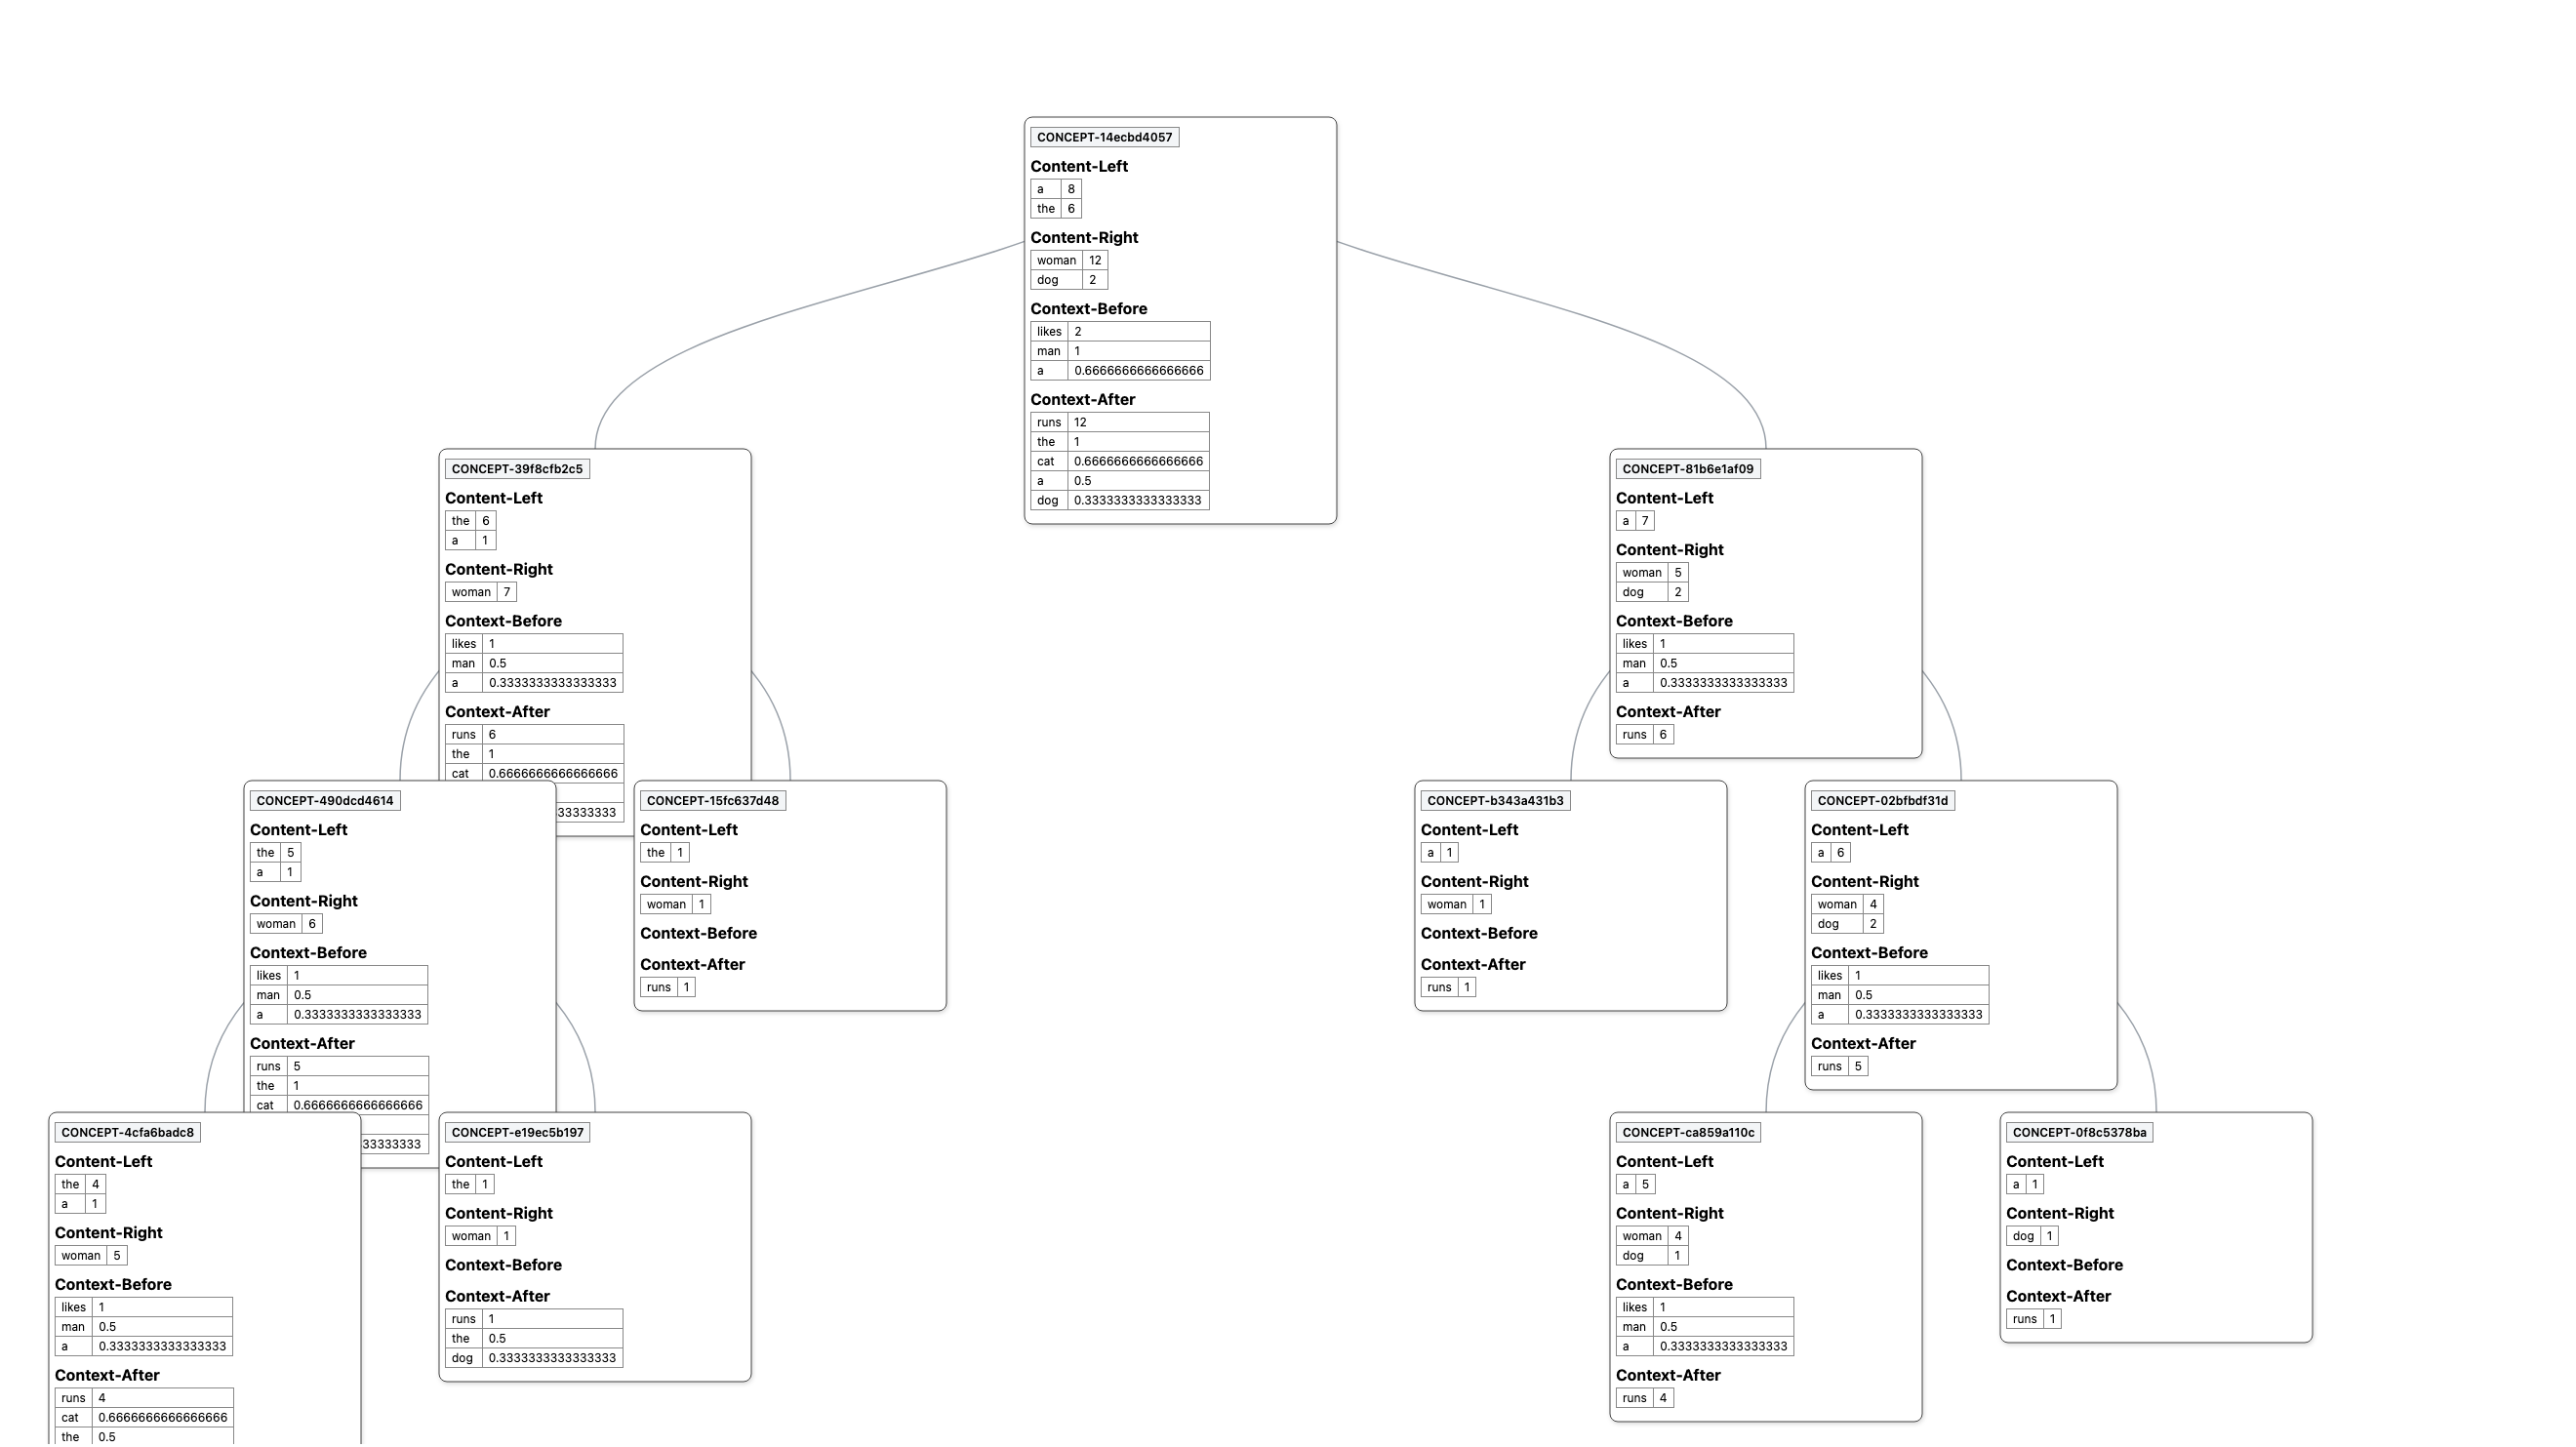 CONCEPT-14ecbd4057
Content-Left
a 8
the 6
Content-Right
woman 12
dog 2
Context-Before
likes 2
man 1
a 0.6666666666666666
Context-After
runs 12
the 1
cat 0.6666666666666666
a 0.5
dog 0.3333333333333333
CONCEPT-39f8cfb2c5
Content-Left
the 6
a 1
Content-Right
woman 7
Context-Before
likes 1
man 0.5
a 0.3333333333333333
Context-After
runs 6
the 1
cat 0.6666666666666666
33333333
CONCEPT-81b6e1af09
Content-Left
a 7
Content-Right
woman 5
dog 2
Context-Before
likes 1
man 0.5
a 0.3333333333333333
Context-After
runs 6
CONCEPT-490dcd4614
Content-Left
the 5
a 1
Content-Right
woman 6
Context-Before
likes 1
man 0.5
a 0.3333333333333333
Context-After
runs 5
the 1
cat 0.6666666666666666
33333333
CONCEPT-15fc637d48
Content-Left
the 1
Content-Right
woman 1
Context-Before
Context-After
runs 1
CONCEPT-b343a431b3
Content-Left
a 1
Content-Right
woman 1
Context-Before
Context-After
runs 1
CONCEPT-02bfbdf31d
Content-Left
a 6
Content-Right
woman 4
dog 2
Context-Before
likes 1
man 0.5
a 0.3333333333333333
Context-After
runs 5
CONCEPT-4cfa6badc8
Content-Left
the 4
a 1
Content-Right
woman 5
Context-Before
likes 1
man 0.5
a 0.3333333333333333
Context-After
runs 4
cat 0.6666666666666666
the 0.5
CONCEPT-e19ec5b197
Content-Left
the 1
Content-Right
woman 1
Context-Before
Context-After
runs 1
the 0.5
dog 0.3333333333333333
CONCEPT-ca859a110c
Content-Left
a 5
Content-Right
woman 4
dog 1
Context-Before
likes 1
man 0.5
a 0.3333333333333333
Context-After
runs 4
CONCEPT-0f8c5378ba
Content-Left
a 1
Content-Right
dog 1
Context-Before
Context-After
runs 1